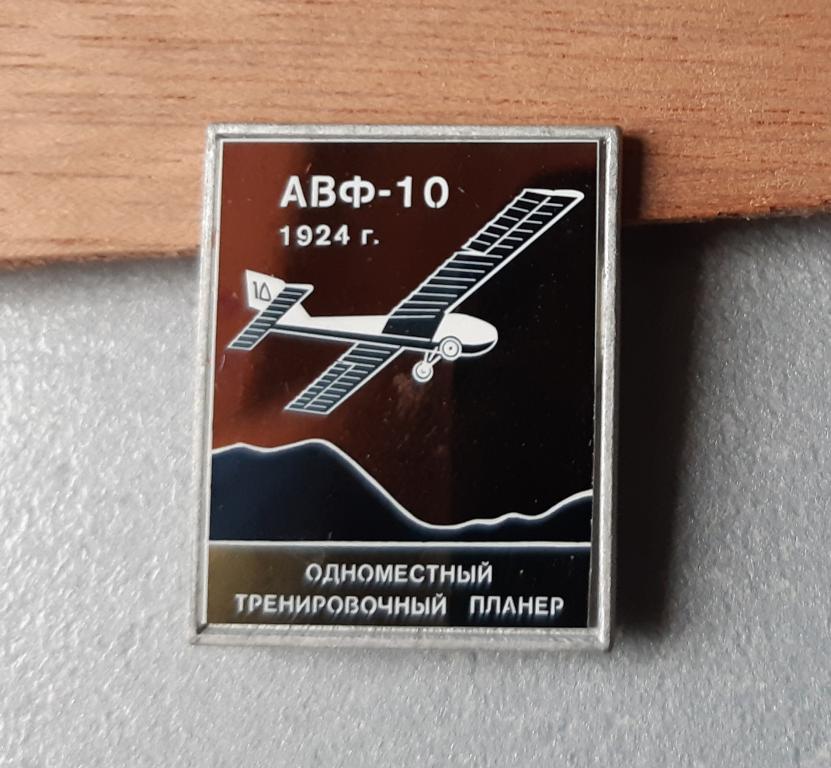 АВФ-10
1924 г.
10
ОДНОМЕСТНЫЙ
ТРЕНИРОВОЧНЫЙ ПЛАНЕР